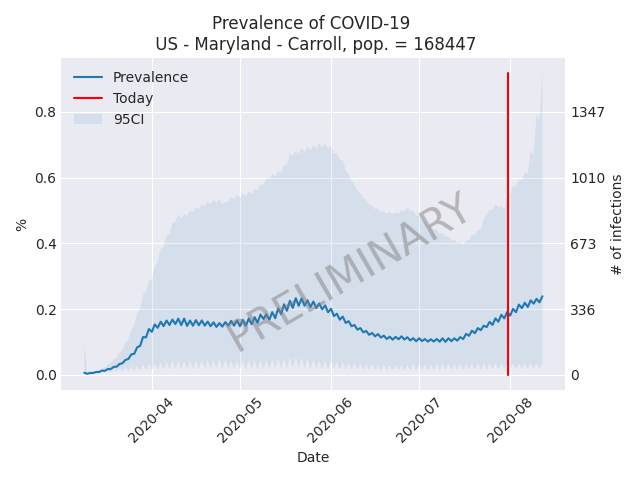 Prevalence of COVID-19
US - Maryland - Carroll, pop. = 168447
Prevalence
Today
95CI
0.8
0.6
0.4
0.2
0.0
%
1347
1010
673
336
0
# of infections
PRELIMINARY
2020-04
2020-05
2020-06
2020-07
2020-08
Date